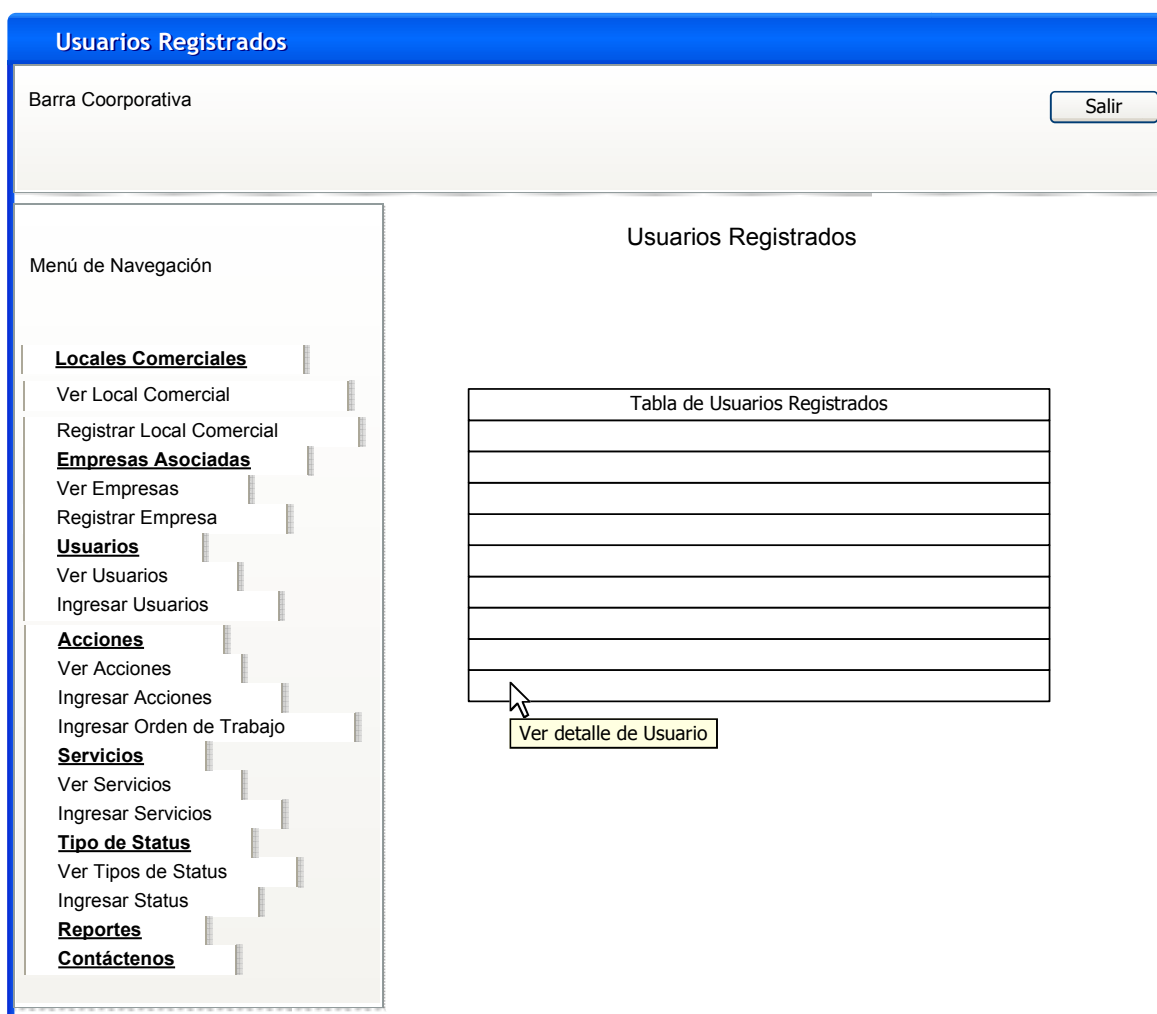 Usuarios Registrados
Barra Coorporativa
Salir
Menú de Navegación
Locales Comerciales
Ver Local Comercial
Registrar Local Comercial
Empresas Asociadas
Ver Empresas
Registrar Empresa
Usuarios
Ver Usuarios
Ingresar Usuarios
Acciones
Ver Acciones
Ingresar Acciones
Ingresar Orden de Trabajo
Servicios
Ver Servicios
Ingresar Servicios
Tipo de Status
Ver Tipos de Status
Ingresar Status
Reportes
Contáctenos
Usuarios Registrados
Tabla de Usuarios Registrados
Ver detalle de Usuario